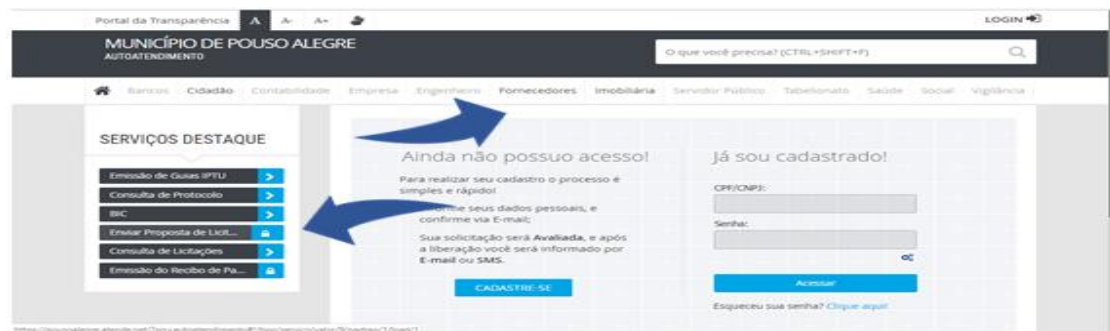 Portal da Transparência A A- A+ LOGIN
MUNICÍPIO DE POUSO ALEGRE
AUTOATENDIMENTO
O que você precisa? (CTRL+SHIFT+F)
Bancos Cidadão Contabilidade Empresa Engenheiro Fornecedores Imobiliária Servidor Público Tabelionato Saúde Social Vigilância
SERVIÇOS DESTAQUE
Emissão de Guias IPTU
Consulta de Protocolo
BIC
Enviar Proposta de Licit...
Consulta de Licitações
Emissão do Recibo de Pa...
Ainda não possuo acesso!
Para realizar seu cadastro o processo é
simples e rápido!
seus dados pessoais, e
confirme via E-mail;
Sua solicitação será Avaliada, e após
a liberação você será informado por
E-mail ou SMS.
CADASTRE-SE
Já sou cadastrado!
CPF/CNPJ:
Senha:
Acessar
Esqueceu sua senha? Clique aqui!